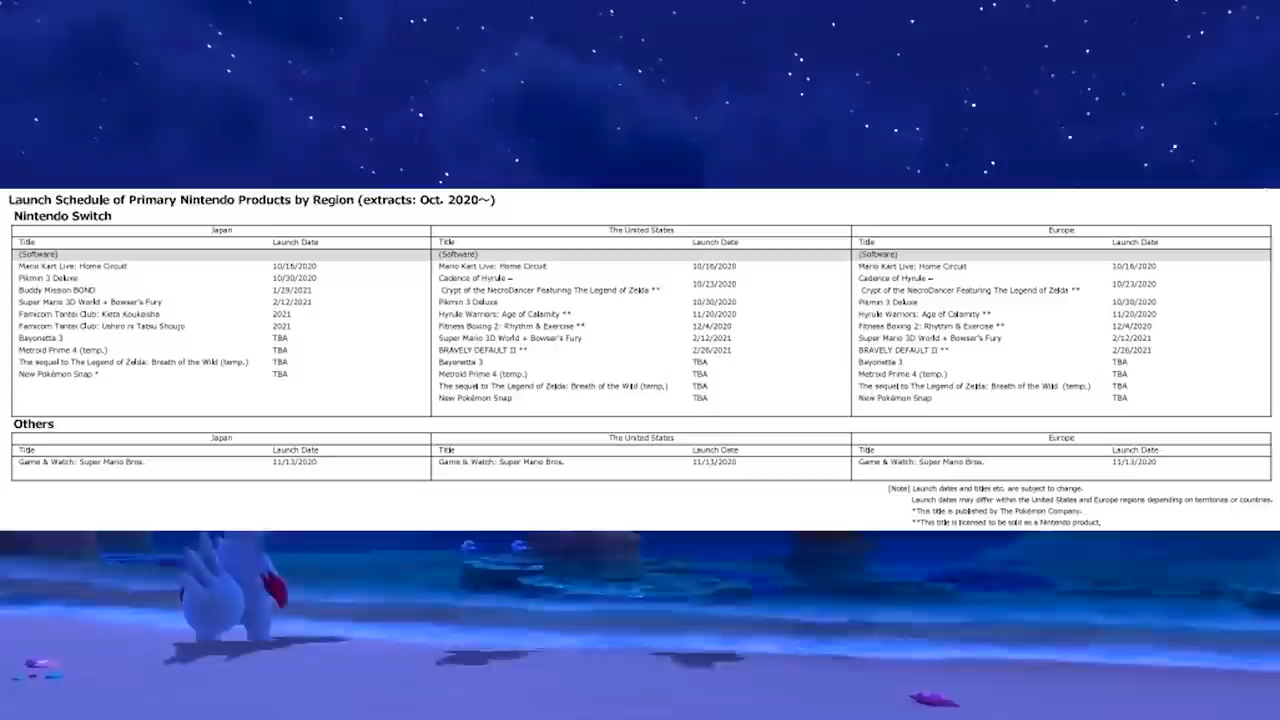 Launch Schedule of Primary Nintendo Products by Region (extracts: Oct. 2020～)
Nintendo Switch
Japan
Title Launch Date
(Software)
Mario Kart Live: Home Circuit 10/16/2020
Pikmin 3 Deluxe 10/30/2020
Buddy Mission BOND 1/29/2021
Super Mario 3D World + Bowser's Fury 2/12/2021
Famicom Tantei Club: Kieta Koukeisha 2021
Famicom Tantei Club: Ushiro ni Tatsu Shoujo 2021
Bayonetta 3 TBA
Metroid Prime 4 (temp.) TBA
The sequel to The Legend of Zelda: Breath of the Wild (temp.) TBA
New Pokémon Snap * TBA
The United States
Title Launch Date
(Software)
Mario Kart Live: Home Circuit 10/16/2020
Cadence of Hyrule –
Crypt of the NecroDancer Featuring The Legend of Zelda ** 10/23/2020
Pikmin 3 Deluxe 10/30/2020
Hyrule Warriors: Age of Calamity ** 11/20/2020
Fitness Boxing 2: Rhythm & Exercise ** 12/4/2020
Super Mario 3D World + Bowser's Fury 2/12/2021
BRAVELY DEFAULT II ** 2/26/2021
Bayonetta 3 TBA
Metroid Prime 4 (temp.) TBA
The sequel to The Legend of Zelda: Breath of the Wild (temp.) TBA
New Pokémon Snap TBA
Europe
Title Launch Date
(Software)
Mario Kart Live: Home Circuit 10/16/2020
Cadence of Hyrule –
Crypt of the NecroDancer Featuring The Legend of Zelda ** 10/23/2020
Pikmin 3 Deluxe 10/30/2020
Hyrule Warriors: Age of Calamity ** 11/20/2020
Fitness Boxing 2: Rhythm & Exercise ** 12/4/2020
Super Mario 3D World + Bowser's Fury 2/12/2021
BRAVELY DEFAULT II ** 2/26/2021
Bayonetta 3 TBA
Metroid Prime 4 (temp.) TBA
The sequel to The Legend of Zelda: Breath of the Wild (temp.) TBA
New Pokémon Snap TBA
Others
Japan
Title Launch Date
Game & Watch: Super Mario Bros. 11/13/2020
The United States
Title Launch Date
Game & Watch: Super Mario Bros. 11/13/2020
Europe
Title Launch Date
Game & Watch: Super Mario Bros. 11/13/2020
[Note] Launch dates and titles etc. are subject to change.
Launch dates may differ within the United States and Europe regions depending on territories or countries.
*This title is published by The Pokémon Company.
**This title is licensed to be sold as a Nintendo product.